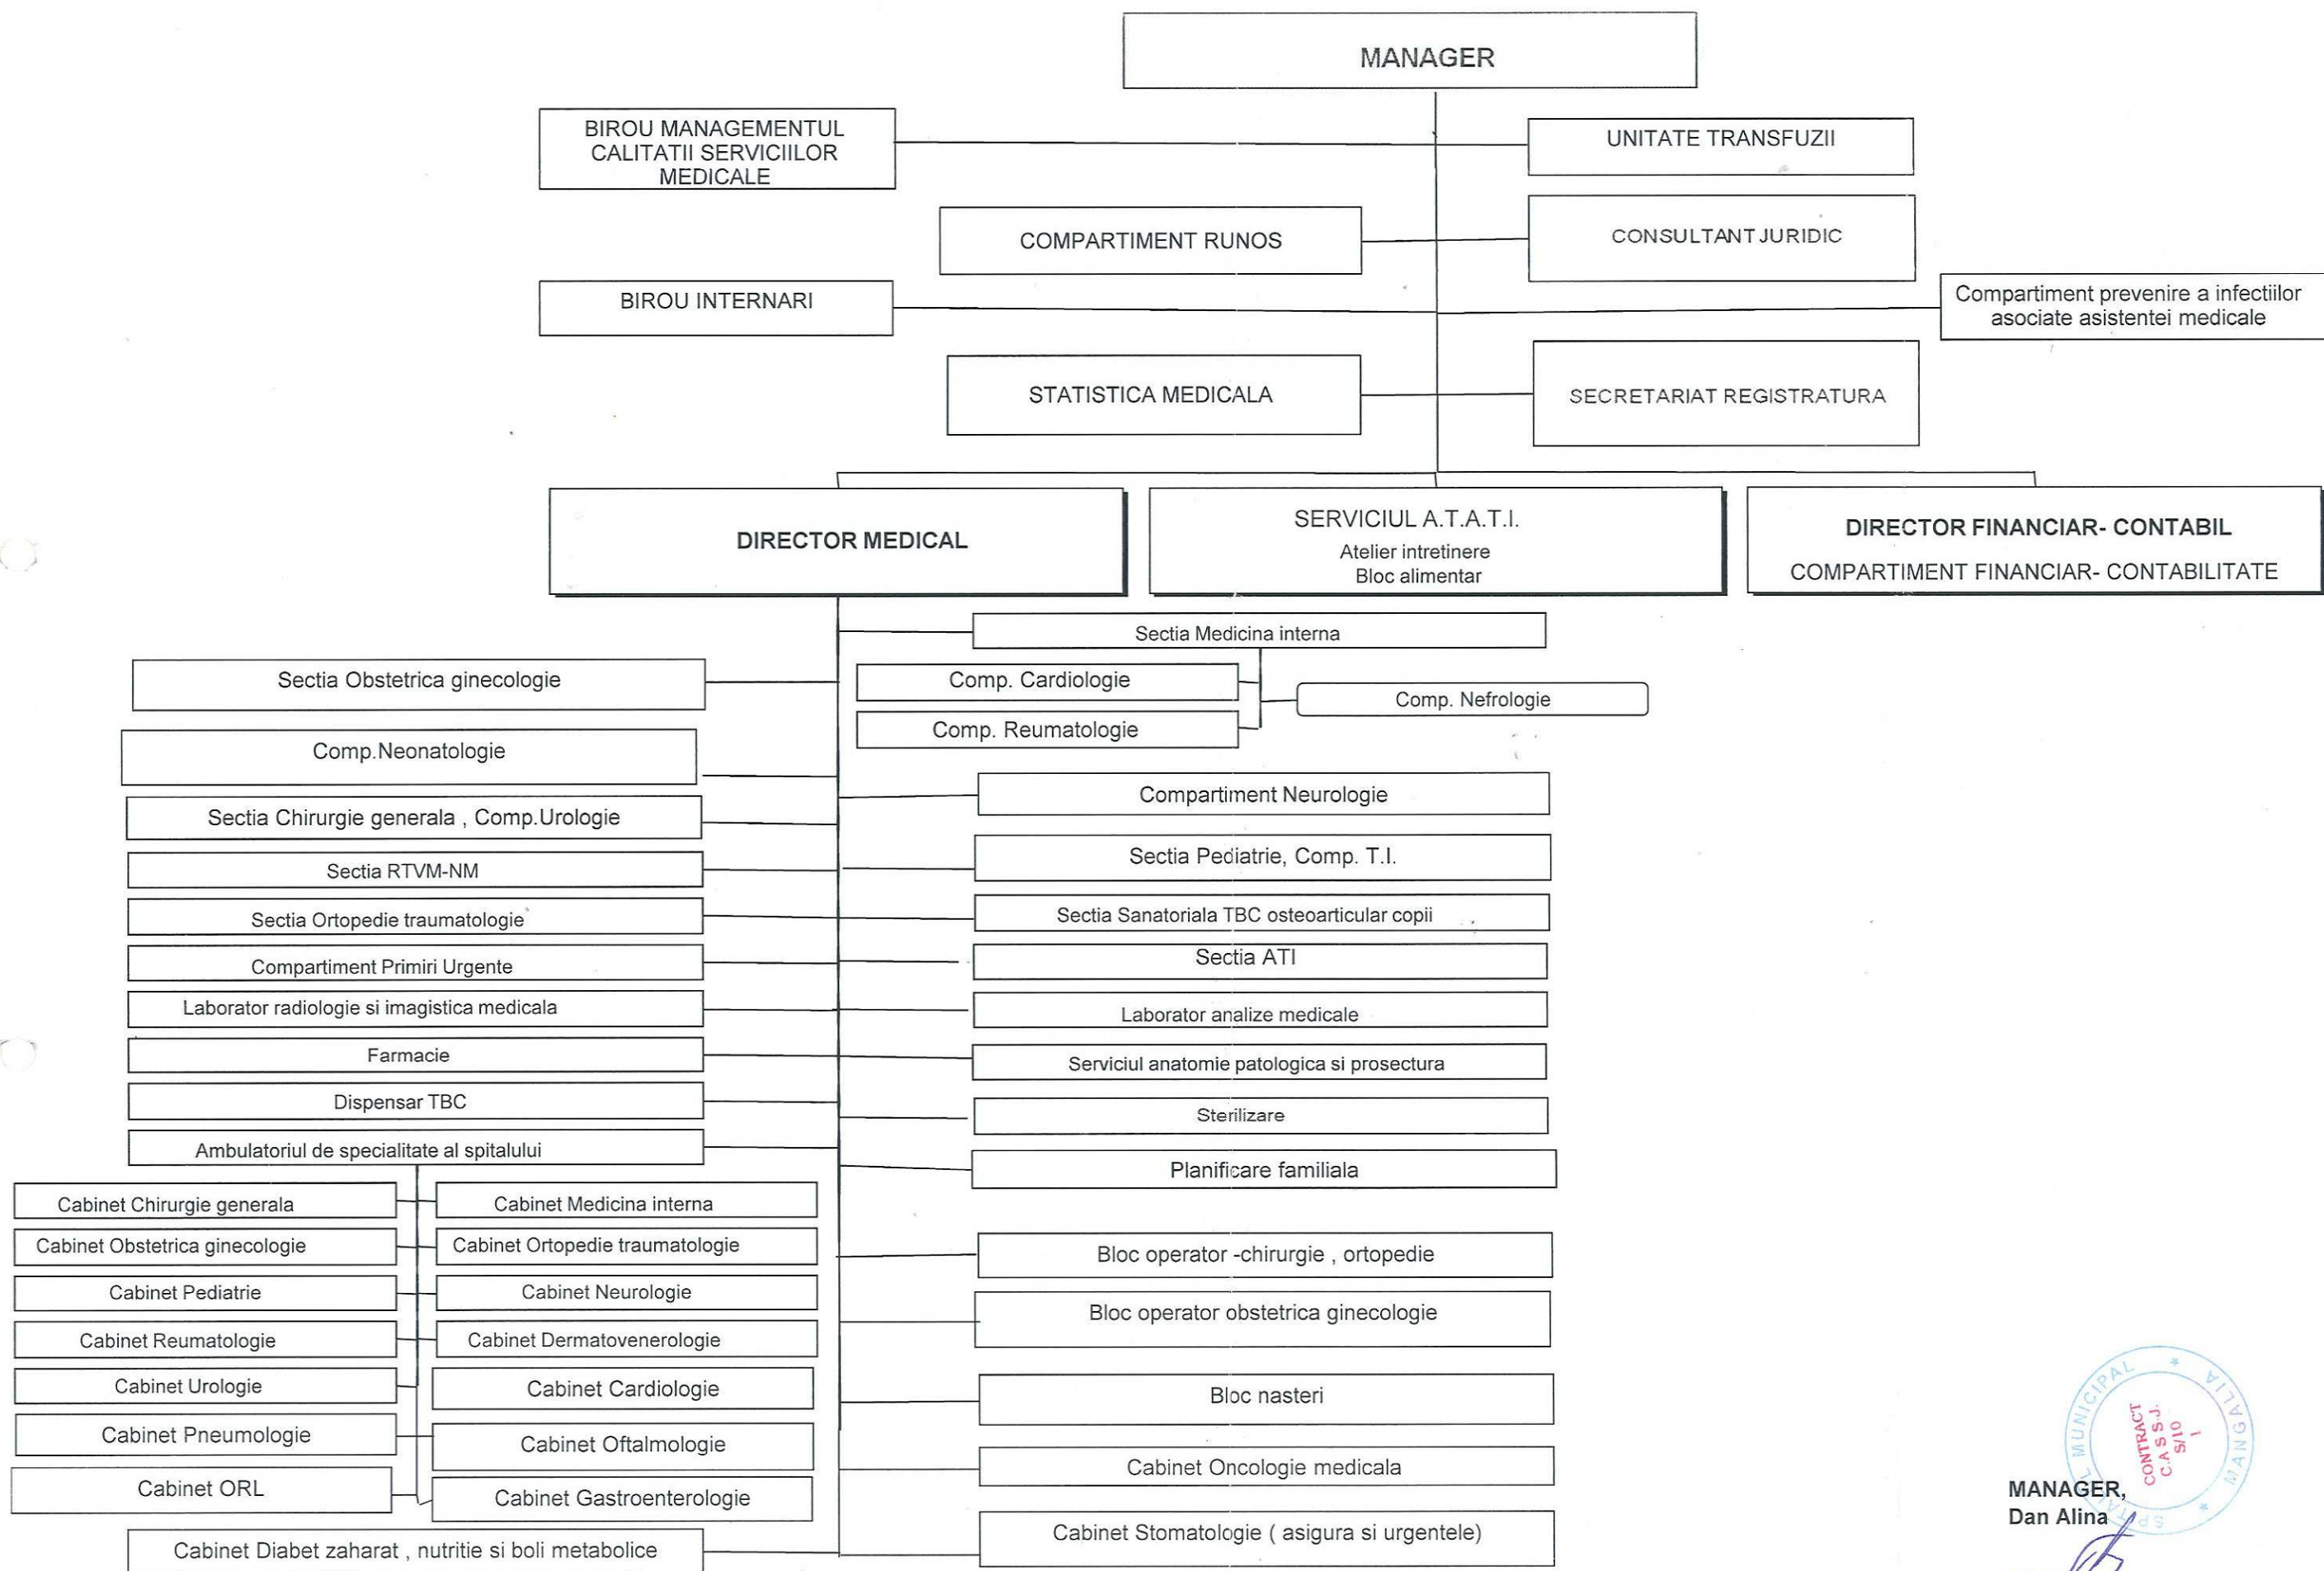 MANAGER
BIROU MANAGEMENTUL
CALITATII SERVICIILOR
MEDICALE
UNITATE TRANSFUZII
COMPARTIMENT RUNOS
CONSULTANT JURIDIC
BIROU INTERNARI
Compartiment prevenire a infectiilor
asociate asistentei medicale
STATISTICA MEDICALA
SECRETARIAT REGISTRATURA
DIRECTOR MEDICAL
SERVICIUL A.T.A.T.I.
Atelier intretinere
Bloc alimentar
DIRECTOR FINANCIAR- CONTABIL
COMPARTIMENT FINANCIAR- CONTABILITATE
Sectia Medicina interna
Sectia Obstetrica ginecologie
Comp. Cardiologie
Comp. Nefrologie
Comp. Reumatologie
Comp.Neonatologie
Compartiment Neurologie
Sectia Chirurgie generala , Comp.Urologie
Sectia Pediatrie, Comp. T.I.
Sectia RTVM-NM
Sectia Ortopedie traumatologie
Sectia Sanatoriala TBC osteoarticular copii
Compartiment Primiri Urgente
Sectia ATI
Laborator radiologie si imagistica medicala
Laborator analize medicale
Farmacie
Serviciul anatomie patologica si prosectura
Dispensar TBC
Sterilizare
Ambulatoriul de specialitate al spitalului
Planificare familiala
Cabinet Chirurgie generala
Cabinet Medicina interna
Cabinet Obstetrica ginecologie
Cabinet Ortopedie traumatologie
Bloc operator -chirurgie , ortopedie
Cabinet Pediatrie
Cabinet Neurologie
Bloc operator obstetrica ginecologie
Cabinet Reumatologie
Cabinet Dermatovenerologie
Cabinet Urologie
Cabinet Cardiologie
Bloc nasteri
Cabinet Pneumologie
Cabinet Oftalmologie
Cabinet Oncologie medicala
Cabinet ORL
Cabinet Gastroenterologie
Cabinet Stomatologie ( asigura si urgentele)
Cabinet Diabet zaharat , nutritie si boli metabolice
SPITAL MUNICIPAL * MANGALIA *
CONTRACT
C.A S S.J.
S/10
1
MANAGER,
Dan Alina